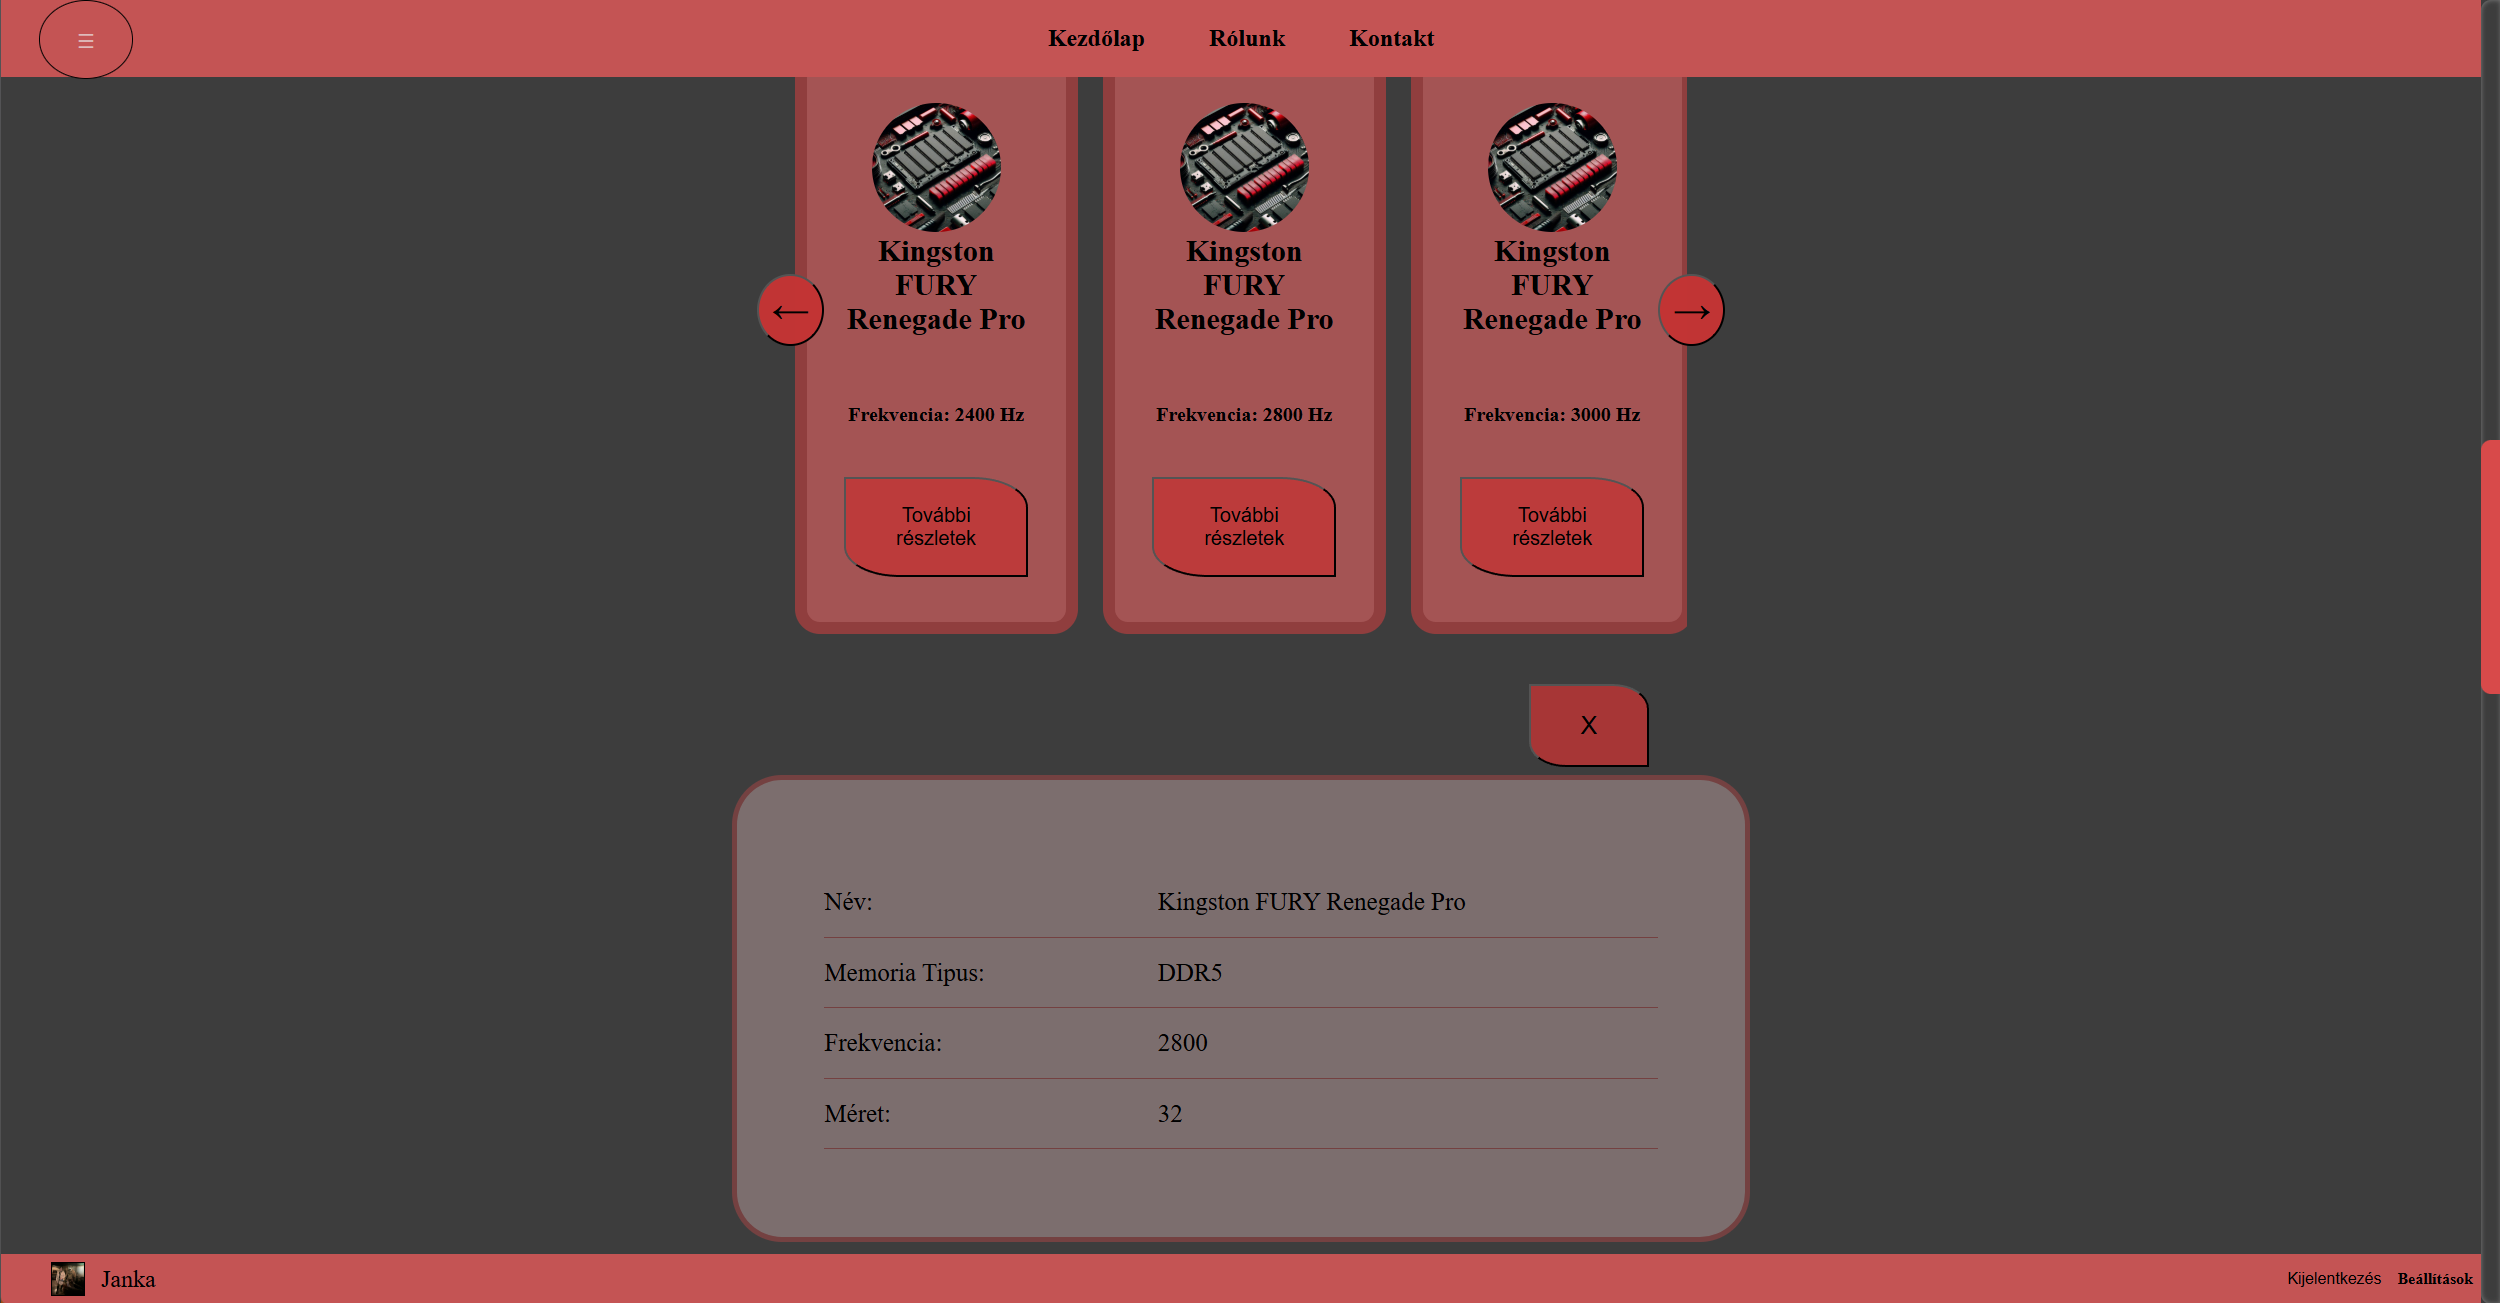 ☰
Kezdőlap Rólunk Kontakt
Kingston
FURY
Renegade Pro
Frekvencia: 2400 Hz
További
részletek
Kingston
FURY
Renegade Pro
Frekvencia: 2800 Hz
További
részletek
Kingston
FURY
Renegade Pro
Frekvencia: 3000 Hz
További
részletek
← →
X
Név: Kingston FURY Renegade Pro
Memoria Tipus: DDR5
Frekvencia: 2800
Méret: 32
Janka
Kijelentkezés Beállítások